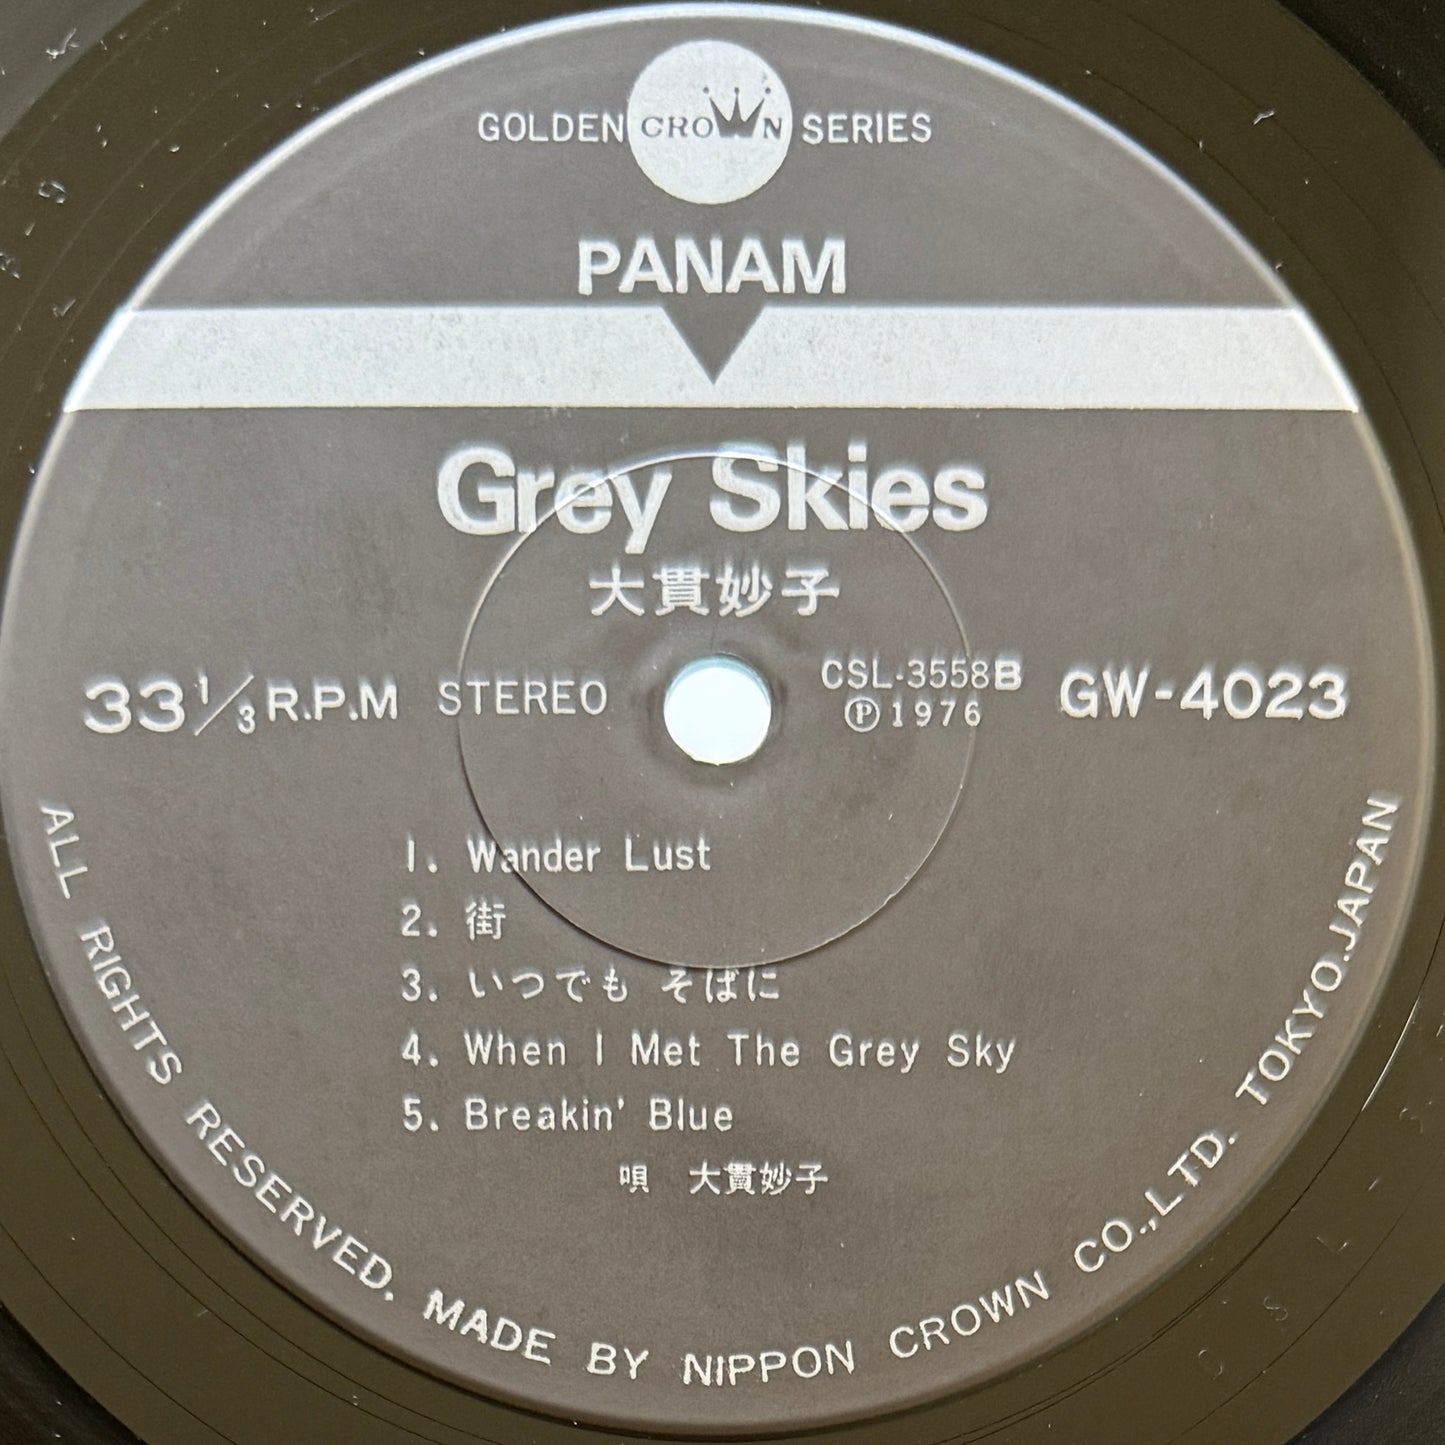 GOLDEN CROWN SERIES
PANAM
Grey Skies
大貫妙子
33 1/3 R.P.M STEREO
CSL-3558B
Ⓟ1976
GW-4023
1. Wander Lust
2. 街
3. いつでも そばに
4. When I Met The Grey Sky
5. Breakin' Blue
唄 大貫妙子
ALL RIGHTS RESERVED. MADE BY NIPPON CROWN CO.,LTD. TOKYO.JAPAN